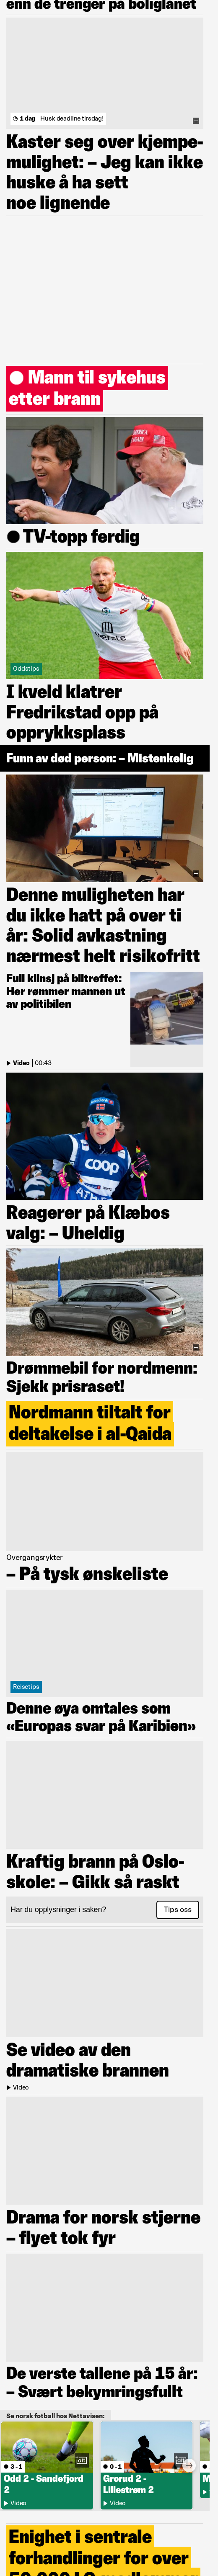 enn de trenger på boliglånet
1 dag | Husk deadline tirsdag!
Kaster seg over kjempe-
mulighet: – Jeg kan ikke
huske å ha sett
noe lignende
Mann til sykehus
etter brann
TV-topp ferdig
Oddstips
I kveld klatrer
Fredrikstad opp på
opprykksplass
Funn av død person: – Mistenkelig
Denne muligheten har
du ikke hatt på over ti
år: Solid avkastning
nærmest helt risikofritt
Full klinsj på biltreffet:
Her rømmer mannen ut
av politibilen
Video | 00:43
coop
Reagerer på Klæbos
valg: – Uheldig
Drømmebil for nordmenn:
Sjekk prisraset!
Nordmann tiltalt for
deltakelse i al-Qaida
Overgangsrykter
– På tysk ønskeliste
Reisetips
Denne øya omtales som
«Europas svar på Karibien»
Kraftig brann på Oslo-
skole: – Gikk så raskt
Har du opplysninger i saken?
Tips oss
Se video av den
dramatiske brannen
Video
Drama for norsk stjerne
– flyet tok fyr
De verste tallene på 15 år:
– Svært bekymringsfullt
Se norsk fotball hos Nettavisen:
3 - 1
Odd 2 - Sandefjord
2
Video
0 - 1
Grorud 2 -
Lillestrøm 2
Video
Enighet i sentrale
forhandlinger for over